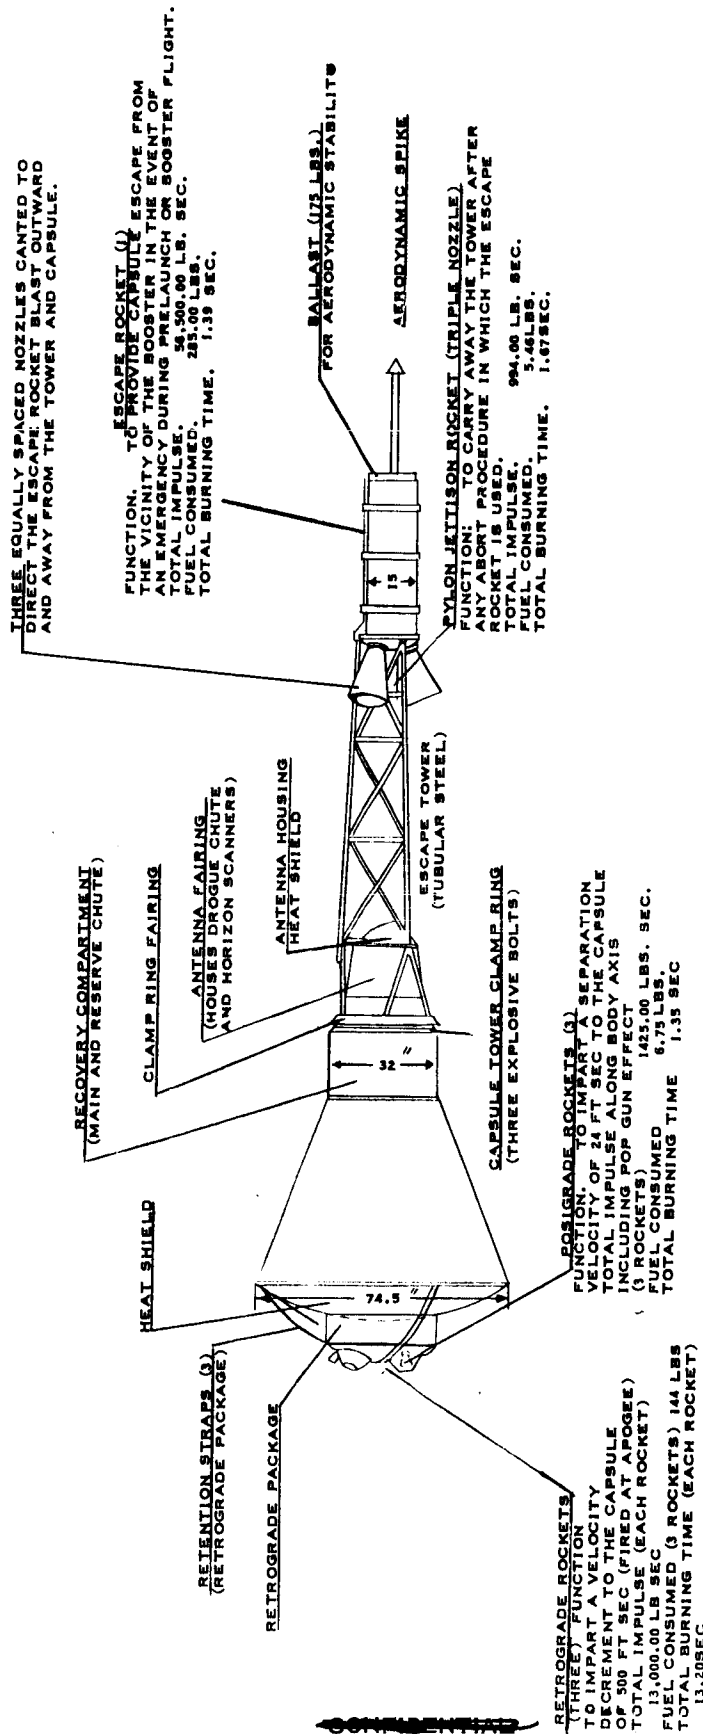 THREE EQUALLY SPACED NOZZLES CANTED TO
DIRECT THE ESCAPE ROCKET BLAST OUTWARD
AND AWAY FROM THE TOWER AND CAPSULE.
ESCAPE ROCKET (1)
FUNCTION. TO PROVIDE CAPSULE ESCAPE FROM
THE VICINITY OF THE BOOSTER IN THE EVENT OF
AN EMERGENCY DURING PRELAUNCH OR BOOSTER FLIGHT.
TOTAL IMPULSE. 56,500.00 LB. SEC.
FUEL CONSUMED. 285.00 LBS.
TOTAL BURNING TIME. 1.39 SEC.
BALLAST (175 LBS.)
FOR AERODYNAMIC STABILITY
AERODYNAMIC SPIKE
PYLON JETTISON ROCKET (TRIPLE NOZZLE)
FUNCTION: TO CARRY AWAY THE TOWER AFTER
ANY ABORT PROCEDURE IN WHICH THE ESCAPE
ROCKET IS USED.
TOTAL IMPULSE. 994.00 LB. SEC.
FUEL CONSUMED. 5.46LBS.
TOTAL BURNING TIME. 1.67SEC.
15
RECOVERY COMPARTMENT
(MAIN AND RESERVE CHUTE)
CLAMP RING FAIRING
ANTENNA FAIRING
(HOUSES DROGUE CHUTE
AND HORIZON SCANNERS)
ANTENNA HOUSING
HEAT SHIELD
ESCAPE TOWER
(TUBULAR STEEL)
32"
CAPSULE TOWER CLAMP RING
(THREE EXPLOSIVE BOLTS)
HEAT SHIELD
74.5"
RETENTION STRAPS (3)
(RETROGRADE PACKAGE)
RETROGRADE PACKAGE
POSIGRADE ROCKETS (3)
FUNCTION. TO IMPART A SEPARATION
VELOCITY OF 24 FT SEC TO THE CAPSULE
TOTAL IMPULSE ALONG BODY AXIS
INCLUDING POP GUN EFFECT
(3 ROCKETS) 1425.00 LBS. SEC.
FUEL CONSUMED 6.75 LBS.
TOTAL BURNING TIME 1.35 SEC
RETROGRADE ROCKETS
(THREE) FUNCTION
TO IMPART A VELOCITY
DECREMENT TO THE CAPSULE
OF 500 FT SEC (FIRED AT APOGEE)
TOTAL IMPULSE (EACH ROCKET)
13,000.00 LB SEC
FUEL CONSUMED (3 ROCKETS) 144 LBS
TOTAL BURNING TIME (EACH ROCKET)
13.20SEC
CONFIDENTIAL